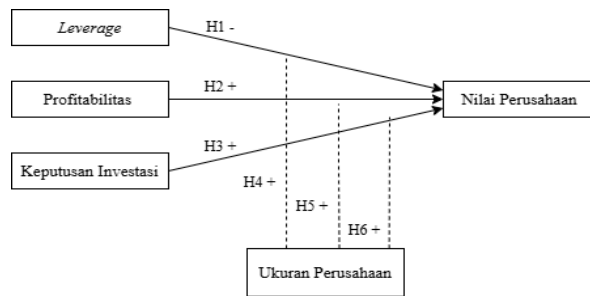 Leverage
H1 -
Profitabilitas
H2 +
Nilai Perusahaan
Keputusan Investasi
H3 +
H4 +
H5 +
H6 +
Ukuran Perusahaan